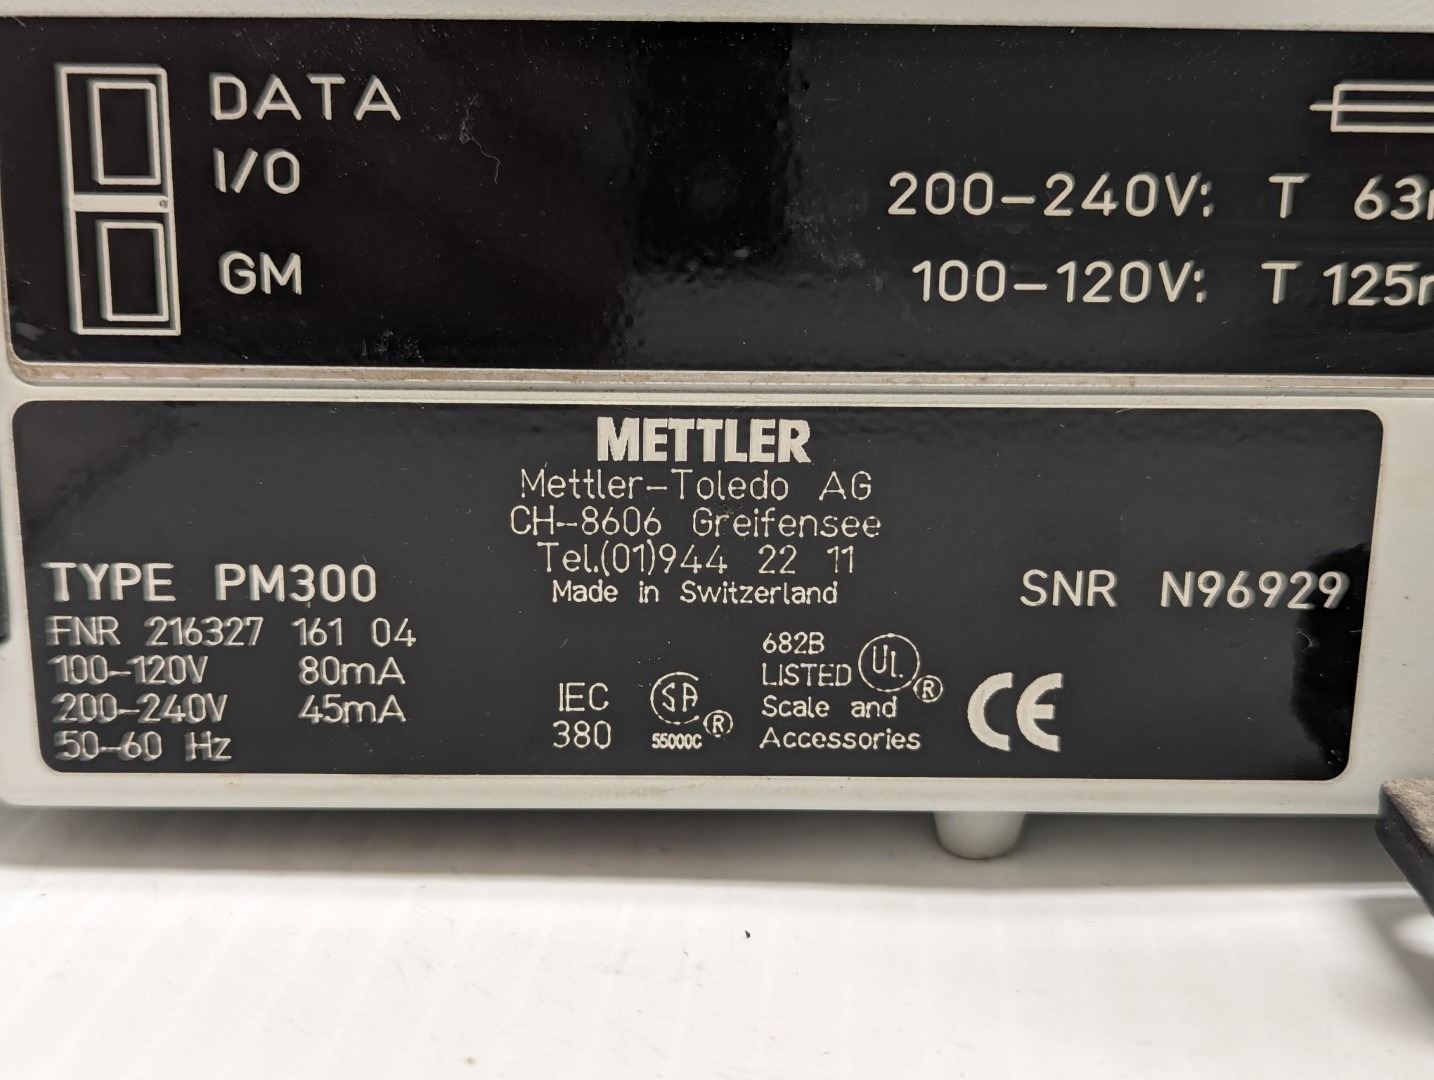 DATA
I/O
GM
200-240V: T 63
100-120V: T 125
METTLER
Mettler-Toledo AG
CH-8606 Greifensee
Tel.(01)944 22 11
Made in Switzerland
TYPE PM300
FNR 216327 161 04
100-120V 80mA
200-240V 45mA
50-60 Hz
SNR N96929
IEC
380
SA ®
55000C
682B
LISTED UL ®
Scale and
Accessories
CE